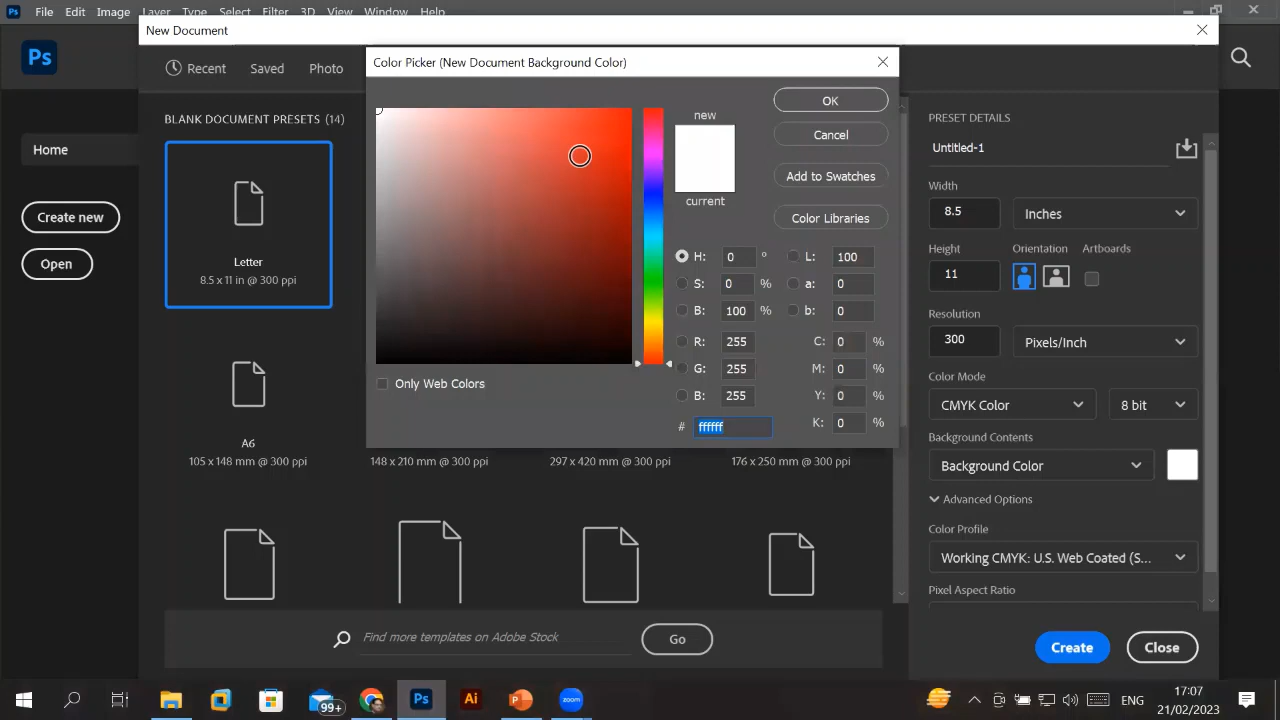 Ps File Edit Image Layer Type Select Filter 3D View Window Help
New Document
Ps
Recent Saved Photo
Color Picker (New Document Background Color)
OK
new
Cancel
Add to Swatches
current
Color Libraries
H: 0 °
L: 100
S: 0 %
a: 0
B: 100 %
b: 0
R: 255
C: 0 %
G: 255
M: 0 %
B: 255
Y: 0 %
# ffffff
K: 0 %
Only Web Colors
Home
Create new
Open
BLANK DOCUMENT PRESETS (14)
Letter
8.5 x 11 in @ 300 ppi
A6
105 x 148 mm @ 300 ppi
148 x 210 mm @ 300 ppi
297 x 420 mm @ 300 ppi
176 x 250 mm @ 300 ppi
Find more templates on Adobe Stock
Go
PRESET DETAILS
Untitled-1
Width
8.5 Inches
Height Orientation Artboards
11
Resolution
300 Pixels/Inch
Color Mode
CMYK Color 8 bit
Background Contents
Background Color
Advanced Options
Color Profile
Working CMYK: U.S. Web Coated (S...
Pixel Aspect Ratio
Create Close
99+
Ps
Ai
P
zoom
ENG
17:07
21/02/2023